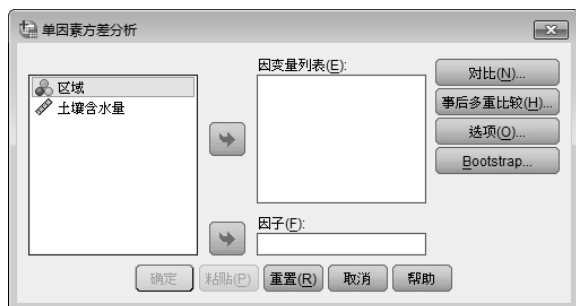 单因素方差分析
区域
土壤含水量
因变量列表(E):
因子(F):
对比(N)...
事后多重比较(H)...
选项(O)...
Bootstrap...
确定
粘贴(P)
重置(R)
取消
帮助